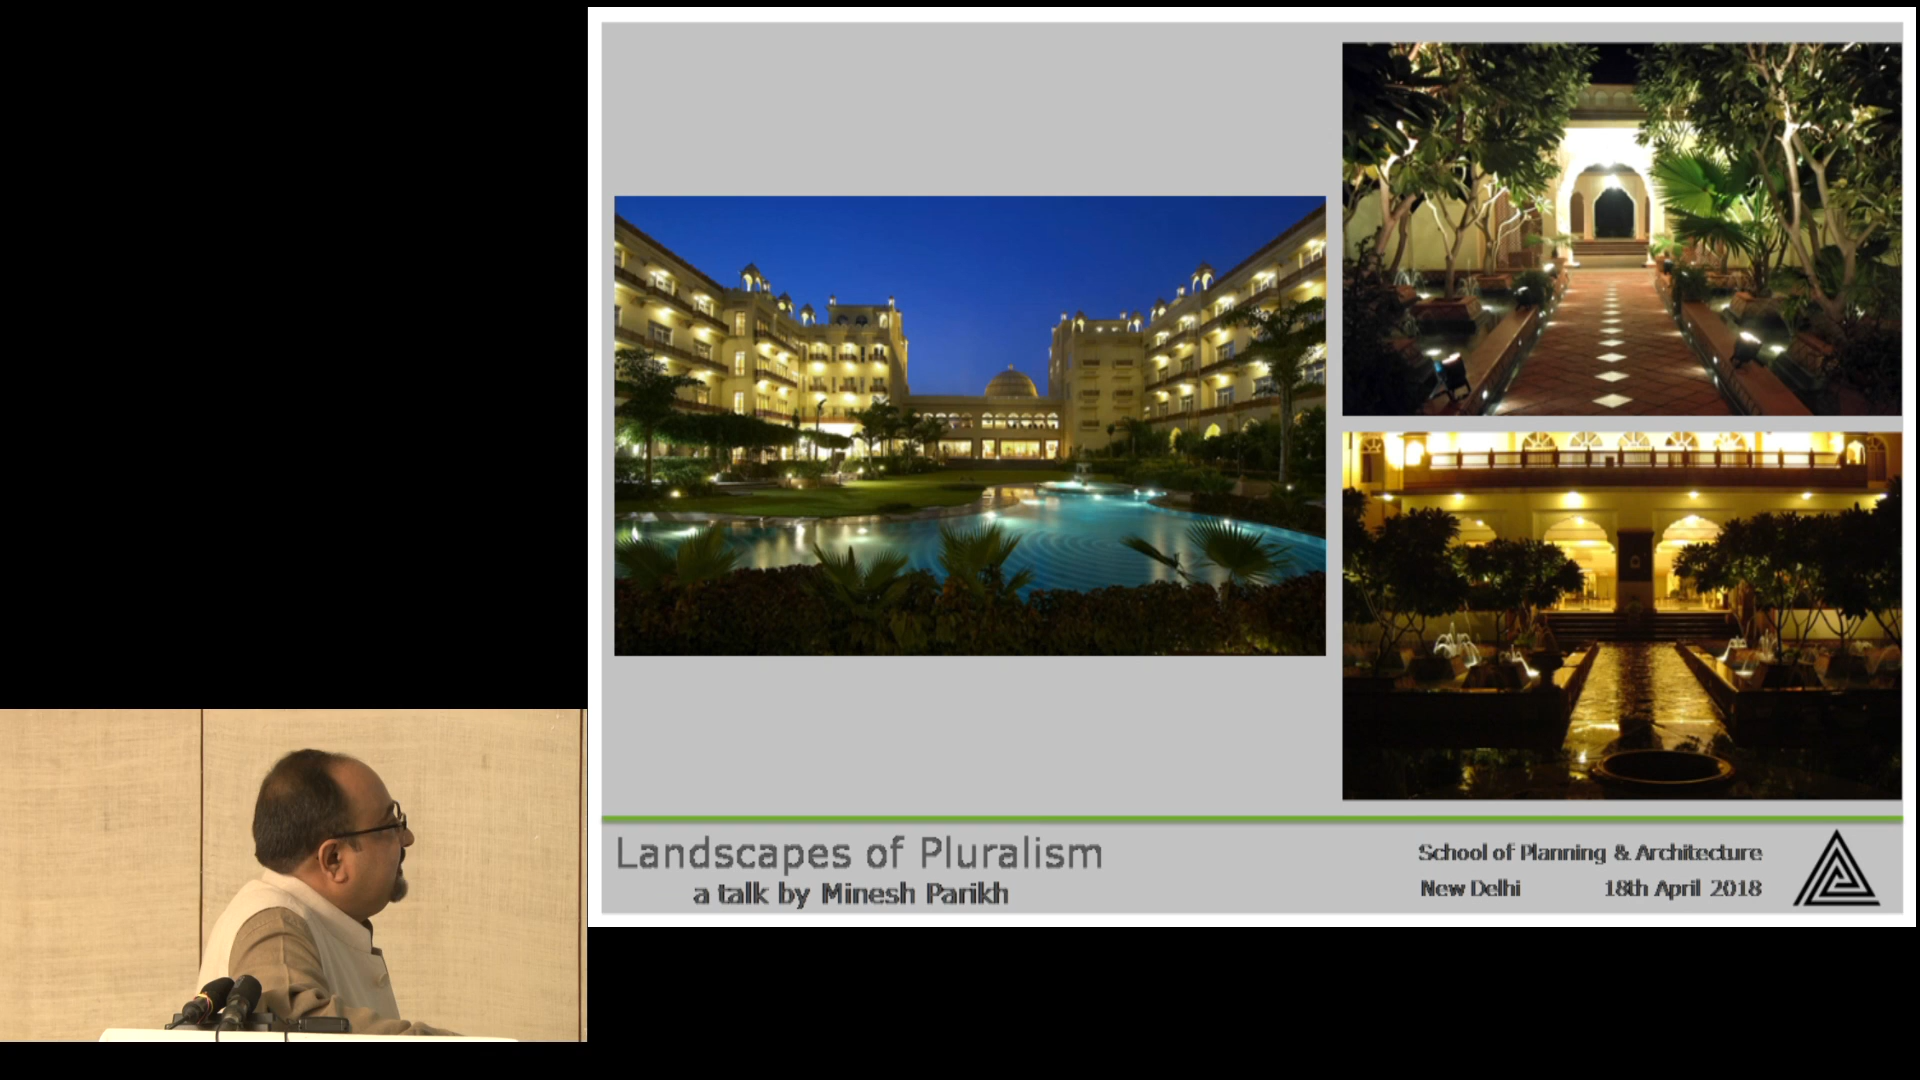 Landscapes of Pluralism
a talk by Minesh Parikh
School of Planning & Architecture
New Delhi 18th April 2018